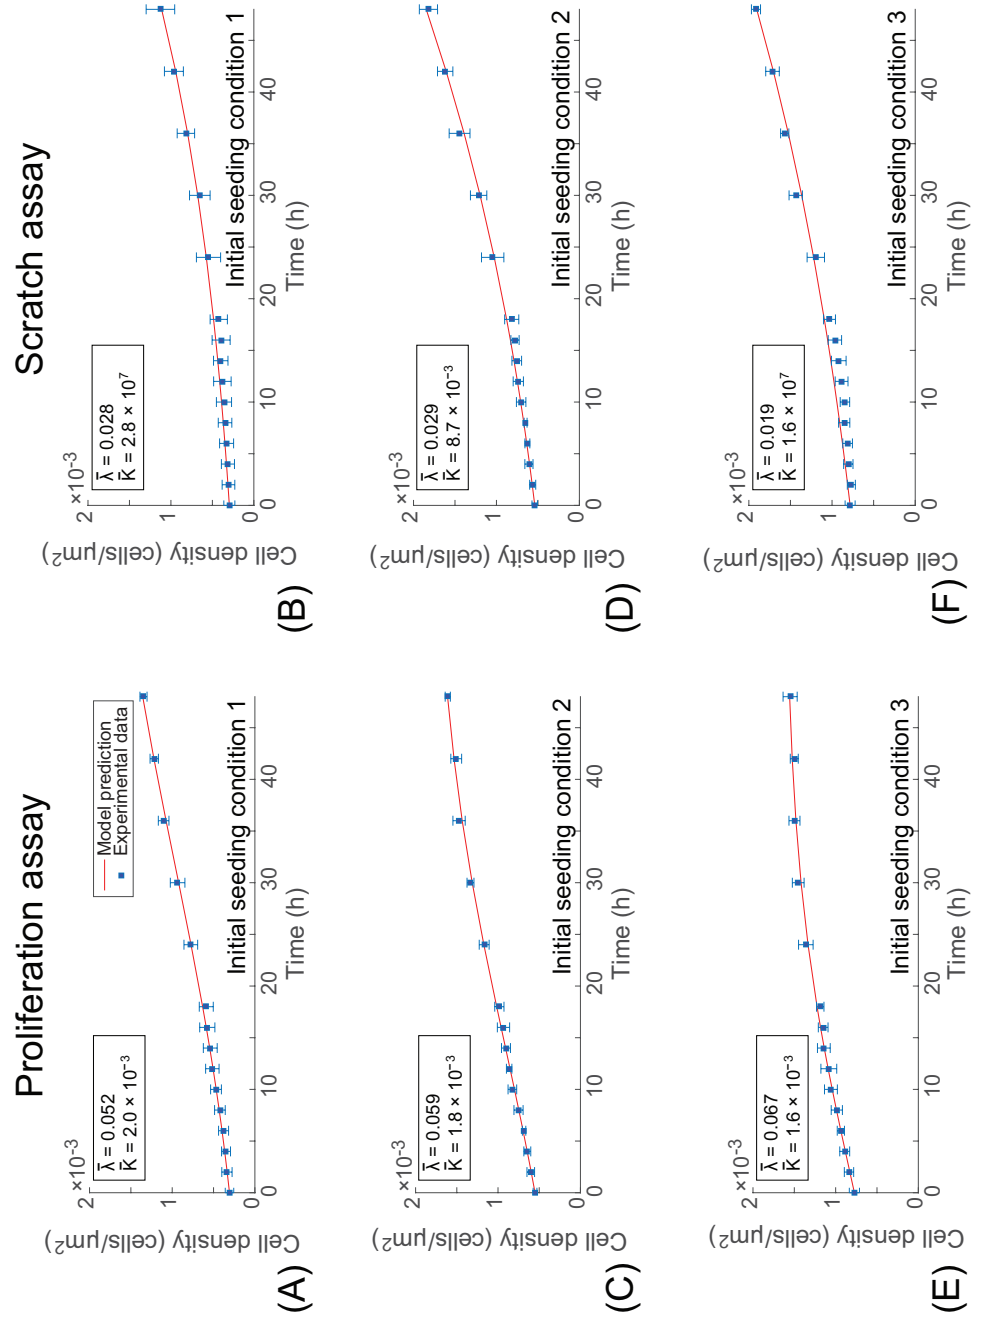 Proliferation assay
Scratch assay
(A)
×10⁻³
λ̅ = 0.052
K̅ = 2.0 × 10⁻³
Model prediction
Experimental data
Cell density (cells/μm²)
2
1
0
0
10
20
30
40
Initial seeding condition 1
Time (h)
(B)
×10⁻³
λ̅ = 0.028
K̅ = 2.8 × 10⁷
Cell density (cells/μm²)
2
1
0
0
10
20
30
40
Initial seeding condition 1
Time (h)
(C)
λ̅ = 0.059
K̅ = 1.8 × 10⁻³
Cell density (cells/μm²)
2
1
0
0
10
20
30
40
Initial seeding condition 2
Time (h)
(D)
×10⁻³
λ̅ = 0.029
K̅ = 8.7 × 10⁻³
Cell density (cells/μm²)
2
1
0
0
10
20
30
40
Initial seeding condition 2
Time (h)
(E)
×10⁻³
λ̅ = 0.067
K̅ = 1.6 × 10⁻³
Cell density (cells/μm²)
2
1
0
0
10
20
30
40
Initial seeding condition 3
Time (h)
(F)
×10⁻³
λ̅ = 0.019
K̅ = 1.6 × 10⁷
Cell density (cells/μm²)
2
1
0
0
10
20
30
40
Initial seeding condition 3
Time (h)